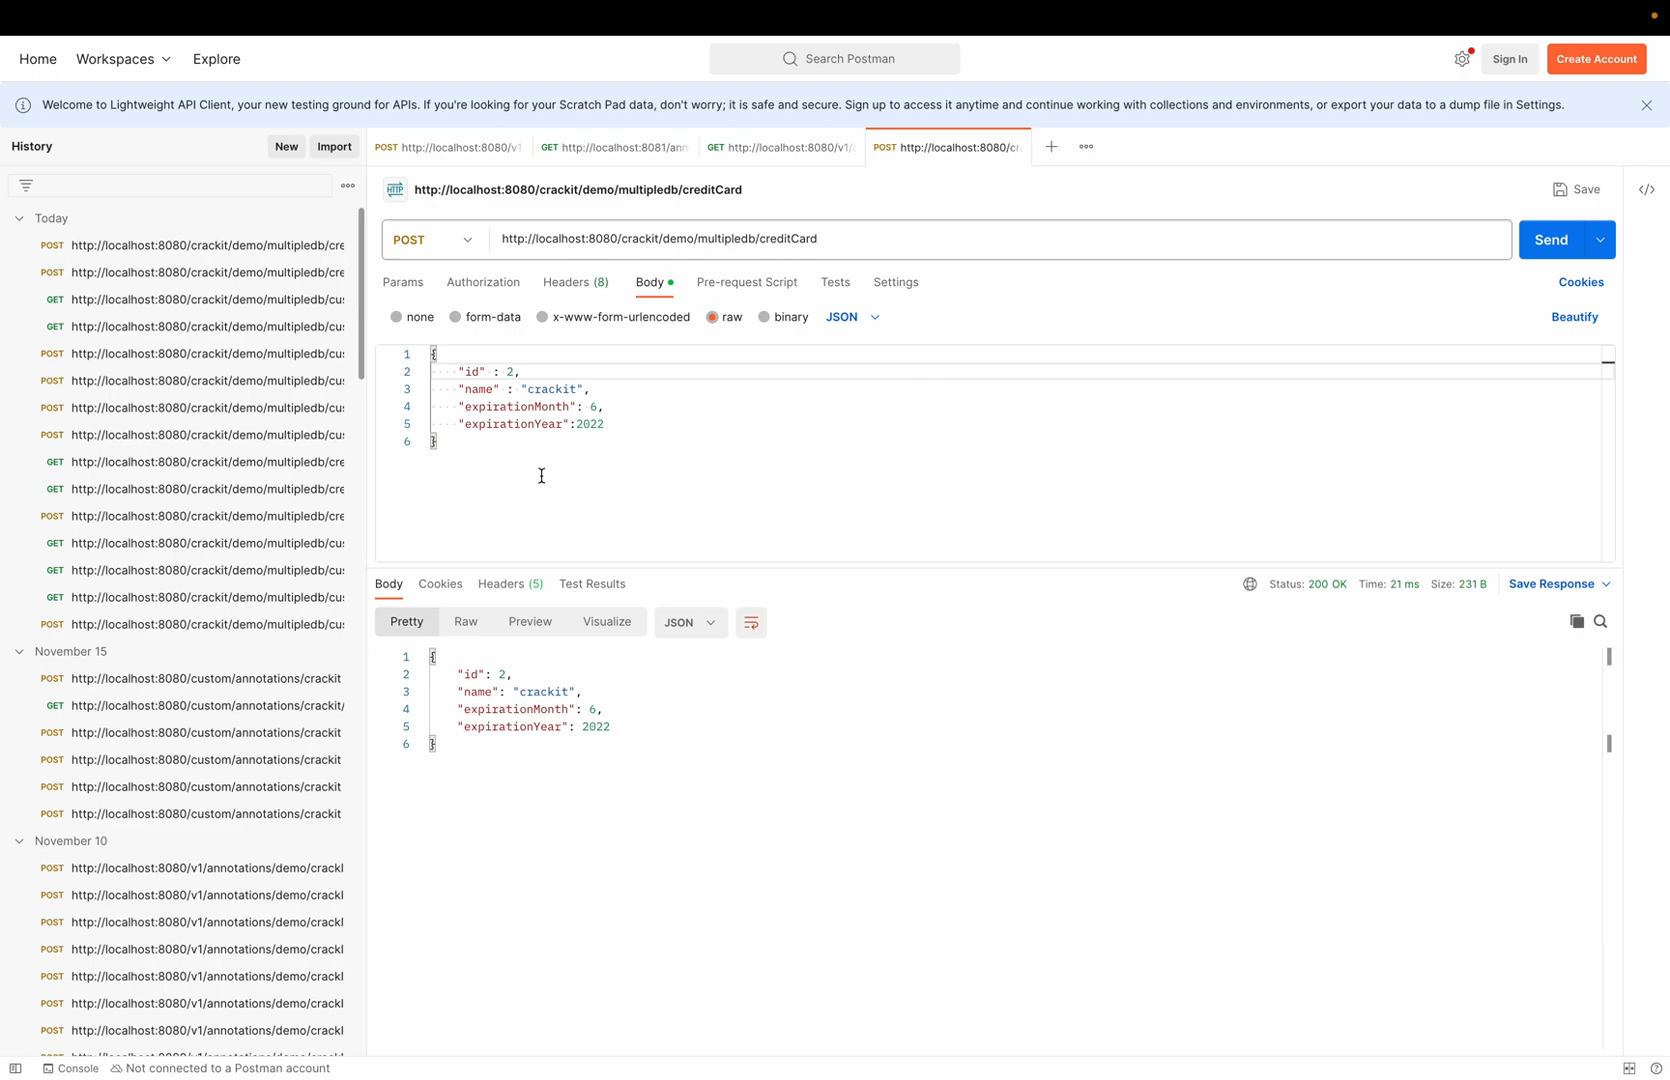 Home Workspaces Explore Search Postman Sign In Create Account
Welcome to Lightweight API Client, your new testing ground for APIs. If you're looking for your Scratch Pad data, don't worry; it is safe and secure. Sign up to access it anytime and continue working with collections and environments, or export your data to a dump file in Settings.
History New Import
POST http://localhost:8080/v1 GET http://localhost:8081/ann GET http://localhost:8080/v1/ POST http://localhost:8080/cr
http://localhost:8080/crackit/demo/multipledb/creditCard Save
POST http://localhost:8080/crackit/demo/multipledb/creditCard Send
Params Authorization Headers (8) Body Pre-request Script Tests Settings Cookies
none form-data x-www-form-urlencoded raw binary JSON Beautify
1 {
2 "id" : 2,
3 "name" : "crackit",
4 "expirationMonth": 6,
5 "expirationYear":2022
6 }
Body Cookies Headers (5) Test Results Status: 200 OK Time: 21 ms Size: 231 B Save Response
Pretty Raw Preview Visualize JSON
1 {
2 "id": 2,
3 "name": "crackit",
4 "expirationMonth": 6,
5 "expirationYear": 2022
6 }
Today
POST http://localhost:8080/crackit/demo/multipledb/cre
POST http://localhost:8080/crackit/demo/multipledb/cre
GET http://localhost:8080/crackit/demo/multipledb/cus
GET http://localhost:8080/crackit/demo/multipledb/cus
POST http://localhost:8080/crackit/demo/multipledb/cus
POST http://localhost:8080/crackit/demo/multipledb/cus
POST http://localhost:8080/crackit/demo/multipledb/cus
POST http://localhost:8080/crackit/demo/multipledb/cus
GET http://localhost:8080/crackit/demo/multipledb/cre
GET http://localhost:8080/crackit/demo/multipledb/cre
POST http://localhost:8080/crackit/demo/multipledb/cre
GET http://localhost:8080/crackit/demo/multipledb/cus
GET http://localhost:8080/crackit/demo/multipledb/cus
GET http://localhost:8080/crackit/demo/multipledb/cus
POST http://localhost:8080/crackit/demo/multipledb/cus
November 15
POST http://localhost:8080/custom/annotations/crackit
GET http://localhost:8080/custom/annotations/crackit/
POST http://localhost:8080/custom/annotations/crackit
POST http://localhost:8080/custom/annotations/crackit
POST http://localhost:8080/custom/annotations/crackit
POST http://localhost:8080/custom/annotations/crackit
November 10
POST http://localhost:8080/v1/annotations/demo/crackI
POST http://localhost:8080/v1/annotations/demo/crackI
POST http://localhost:8080/v1/annotations/demo/crackI
POST http://localhost:8080/v1/annotations/demo/crackI
POST http://localhost:8080/v1/annotations/demo/crackI
POST http://localhost:8080/v1/annotations/demo/crackI
POST http://localhost:8080/v1/annotations/demo/crackI
Console Not connected to a Postman account